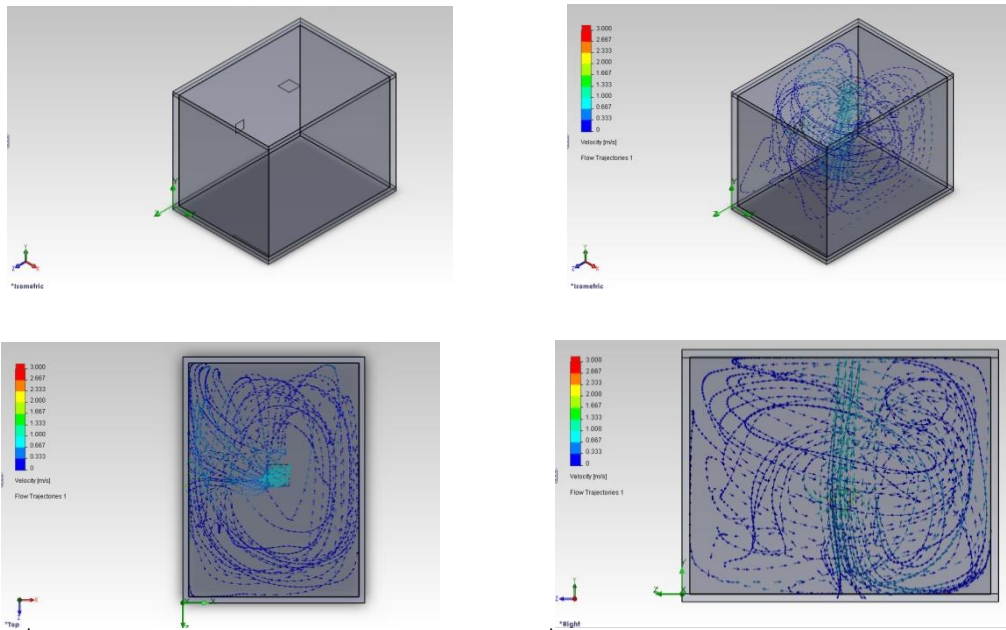 Y
Z
Y
Z
X
*Isometric
3.000
2.667
2.333
2.000
1.667
1.333
1.000
0.667
0.333
0
Velocity [m/s]
Flow Trajectories 1
Y
Z
Y
Z
X
*Isometric
3.000
2.667
2.333
2.000
1.667
1.333
1.000
0.667
0.333
0
Velocity [m/s]
Flow Trajectories 1
X
Z
*Top
3.000
2.667
2.333
2.000
1.667
1.333
1.000
0.667
0.333
0
Velocity [m/s]
Flow Trajectories 1
Y
Z
Y
Z
*Right